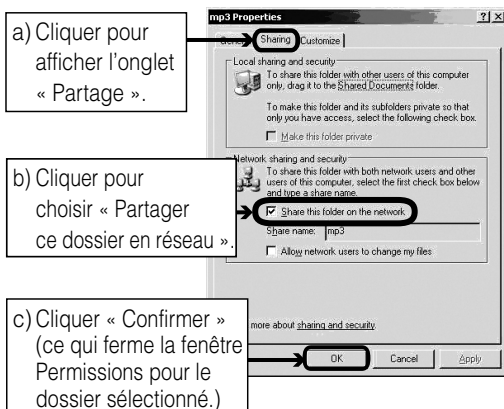 a) Cliquer pour
afficher l'onglet
« Partage ».
b) Cliquer pour
choisir « Partager
ce dossier en réseau ».
c) Cliquer « Confirmer »
(ce qui ferme la fenêtre
Permissions pour le
dossier sélectionné.)
mp3 Properties
Sharing Customize
Local sharing and security
To share this folder with other users of this computer
only, drag it to the Shared Documents folder.
To make this folder and its subfolders private so that
only you have access, select the following check box.
Make this folder private
Network sharing and security
To share this folder with both network users and other
users of this computer, select the first check box below
and type a share name.
Share this folder on the network
Share name: mp3
Allow network users to change my files
more about sharing and security.
OK Cancel Apply